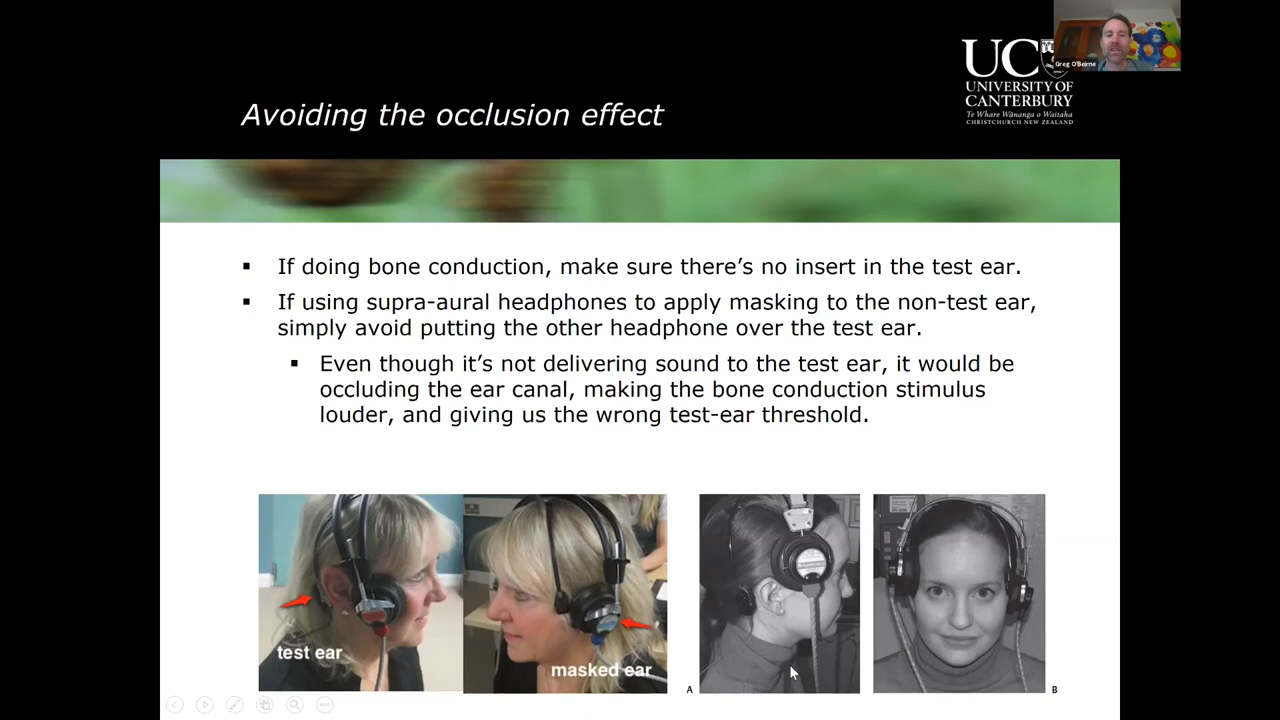 UC
Greg O'Beirne
UNIVERSITY OF
CANTERBURY
Te Whare Wānanga o Waitaha
CHRISTCHURCH NEW ZEALAND
Avoiding the occlusion effect
▪ If doing bone conduction, make sure there's no insert in the test ear.
▪ If using supra-aural headphones to apply masking to the non-test ear,
simply avoid putting the other headphone over the test ear.
▪ Even though it's not delivering sound to the test ear, it would be
occluding the ear canal, making the bone conduction stimulus
louder, and giving us the wrong test-ear threshold.
test ear
masked ear
A
B